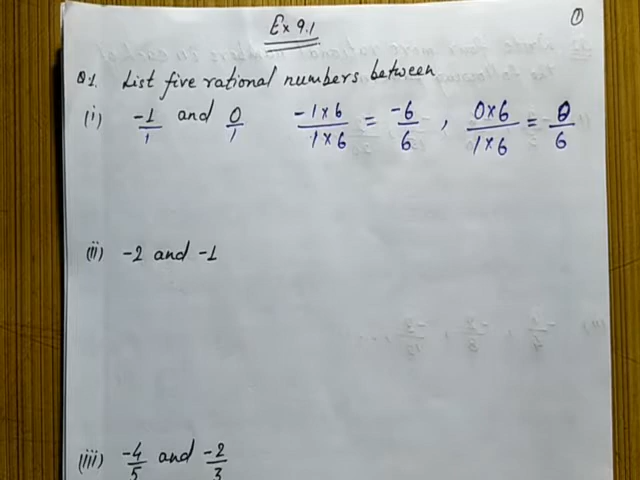 Ex 9.1
①
Q1. List five rational numbers between
(i) -1/1 and 0/1 -1×6/1×6 = -6/6 , 0×6/1×6 = 0/6
(ii) -2 and -1
(iii) -4/5 and -2/3